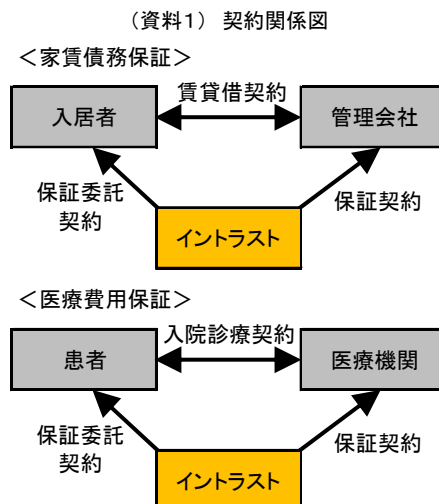 （資料1） 契約関係図
＜家賃債務保証＞
賃貸借契約
入居者
管理会社
保証委託
契約
保証契約
イントラスト
＜医療費用保証＞
入院診療契約
患者
医療機関
保証委託
契約
保証契約
イントラスト